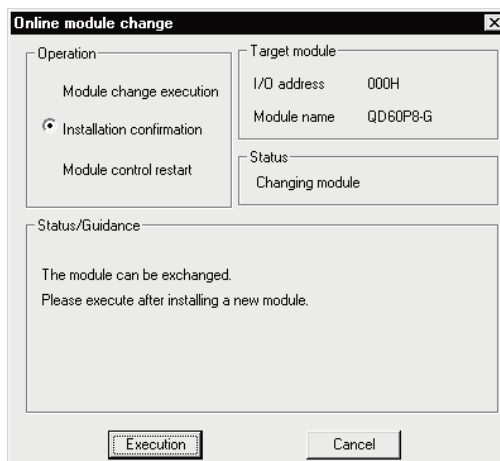 Online module change
Operation
Module change execution
Installation confirmation
Module control restart
Target module
I/O address 000H
Module name QD60P8-G
Status
Changing module
Status/Guidance
The module can be exchanged.
Please execute after installing a new module.
Execution
Cancel